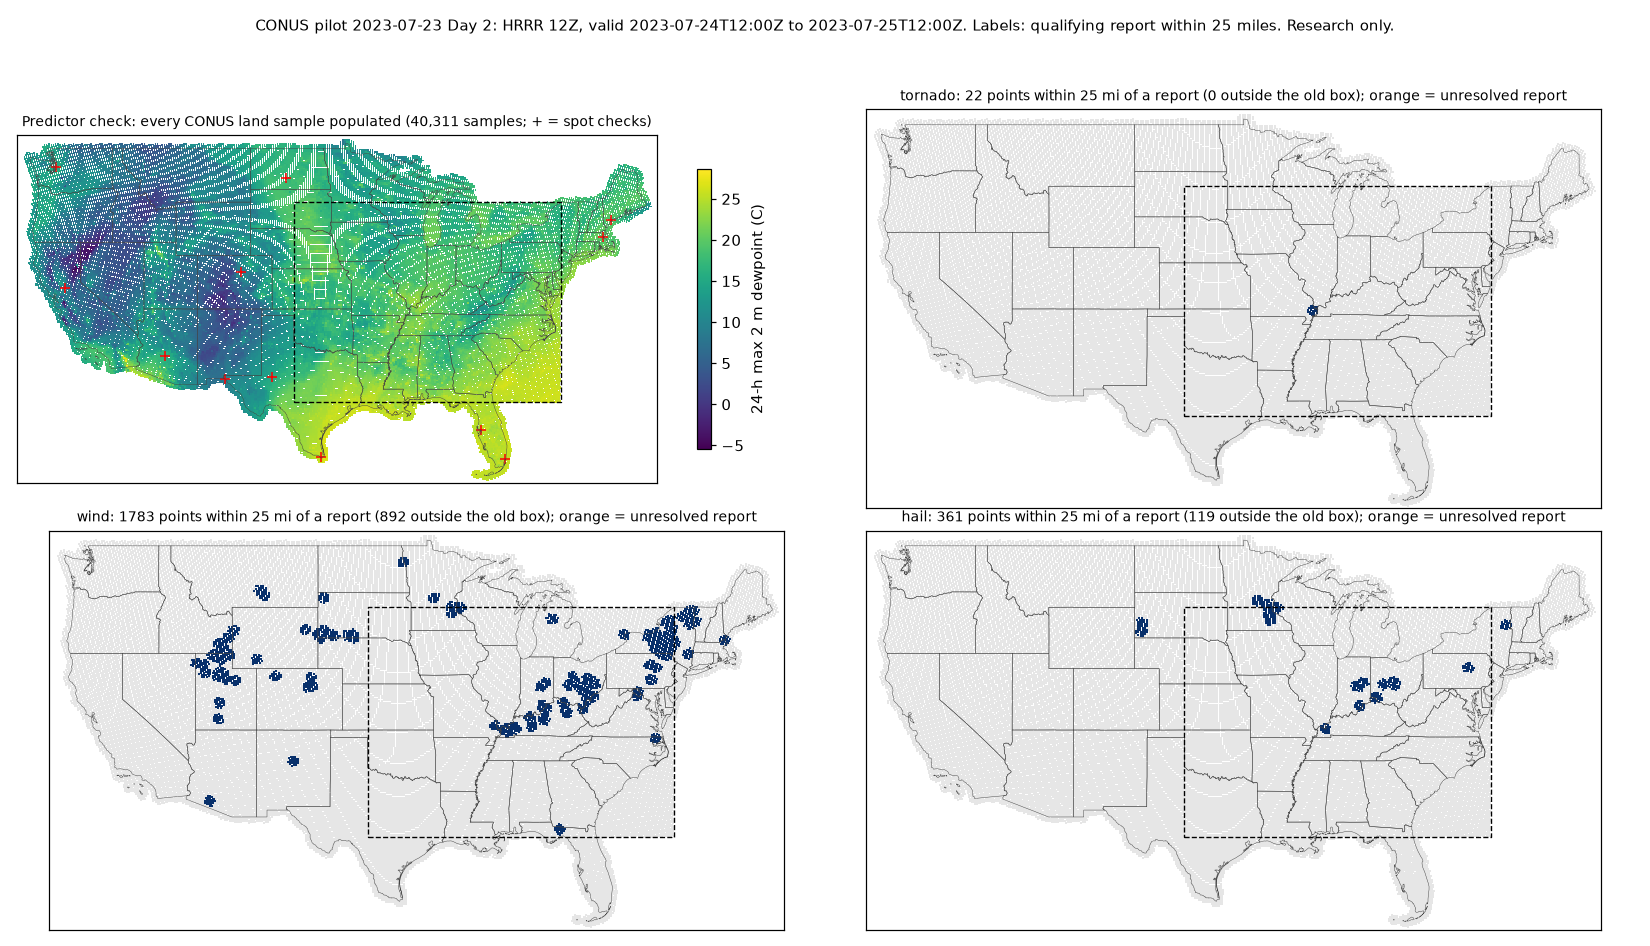 CONUS pilot 2023-07-23 Day 2: HRRR 12Z, valid 2023-07-24T12:00Z to 2023-07-25T12:00Z. Labels: qualifying report within 25 miles. Research only.
Predictor check: every CONUS land sample populated (40,311 samples; + = spot checks)
25
20
15
10
5
0
−5
24-h max 2 m dewpoint (C)
tornado: 22 points within 25 mi of a report (0 outside the old box); orange = unresolved report
wind: 1783 points within 25 mi of a report (892 outside the old box); orange = unresolved report
hail: 361 points within 25 mi of a report (119 outside the old box); orange = unresolved report